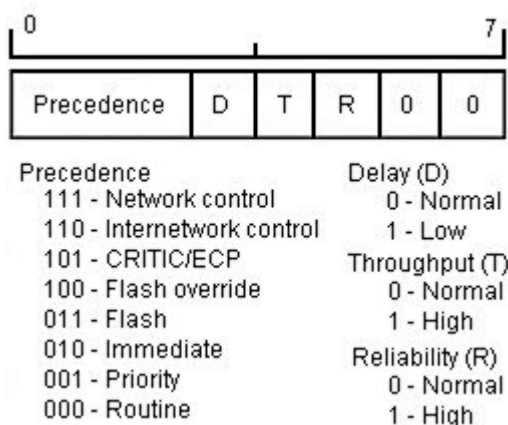 0 7
Precedence D T R 0 0
Precedence
111 - Network control
110 - Internetwork control
101 - CRITIC/ECP
100 - Flash override
011 - Flash
010 - Immediate
001 - Priority
000 - Routine
Delay (D)
0 - Normal
1 - Low
Throughput (T)
0 - Normal
1 - High
Reliability (R)
0 - Normal
1 - High